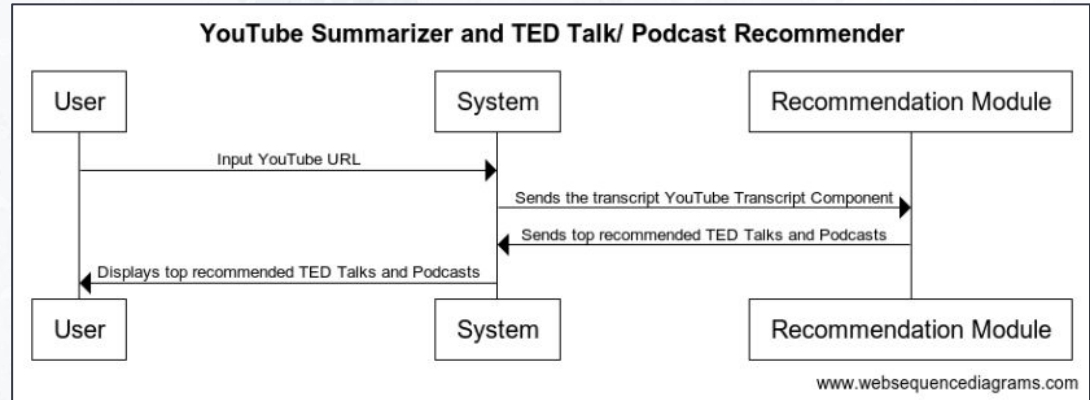 YouTube Summarizer and TED Talk/ Podcast Recommender
User
System
Recommendation Module
Input YouTube URL
Sends the transcript YouTube Transcript Component
Sends top recommended TED Talks and Podcasts
Displays top recommended TED Talks and Podcasts
User
System
Recommendation Module
www.websequencediagrams.com